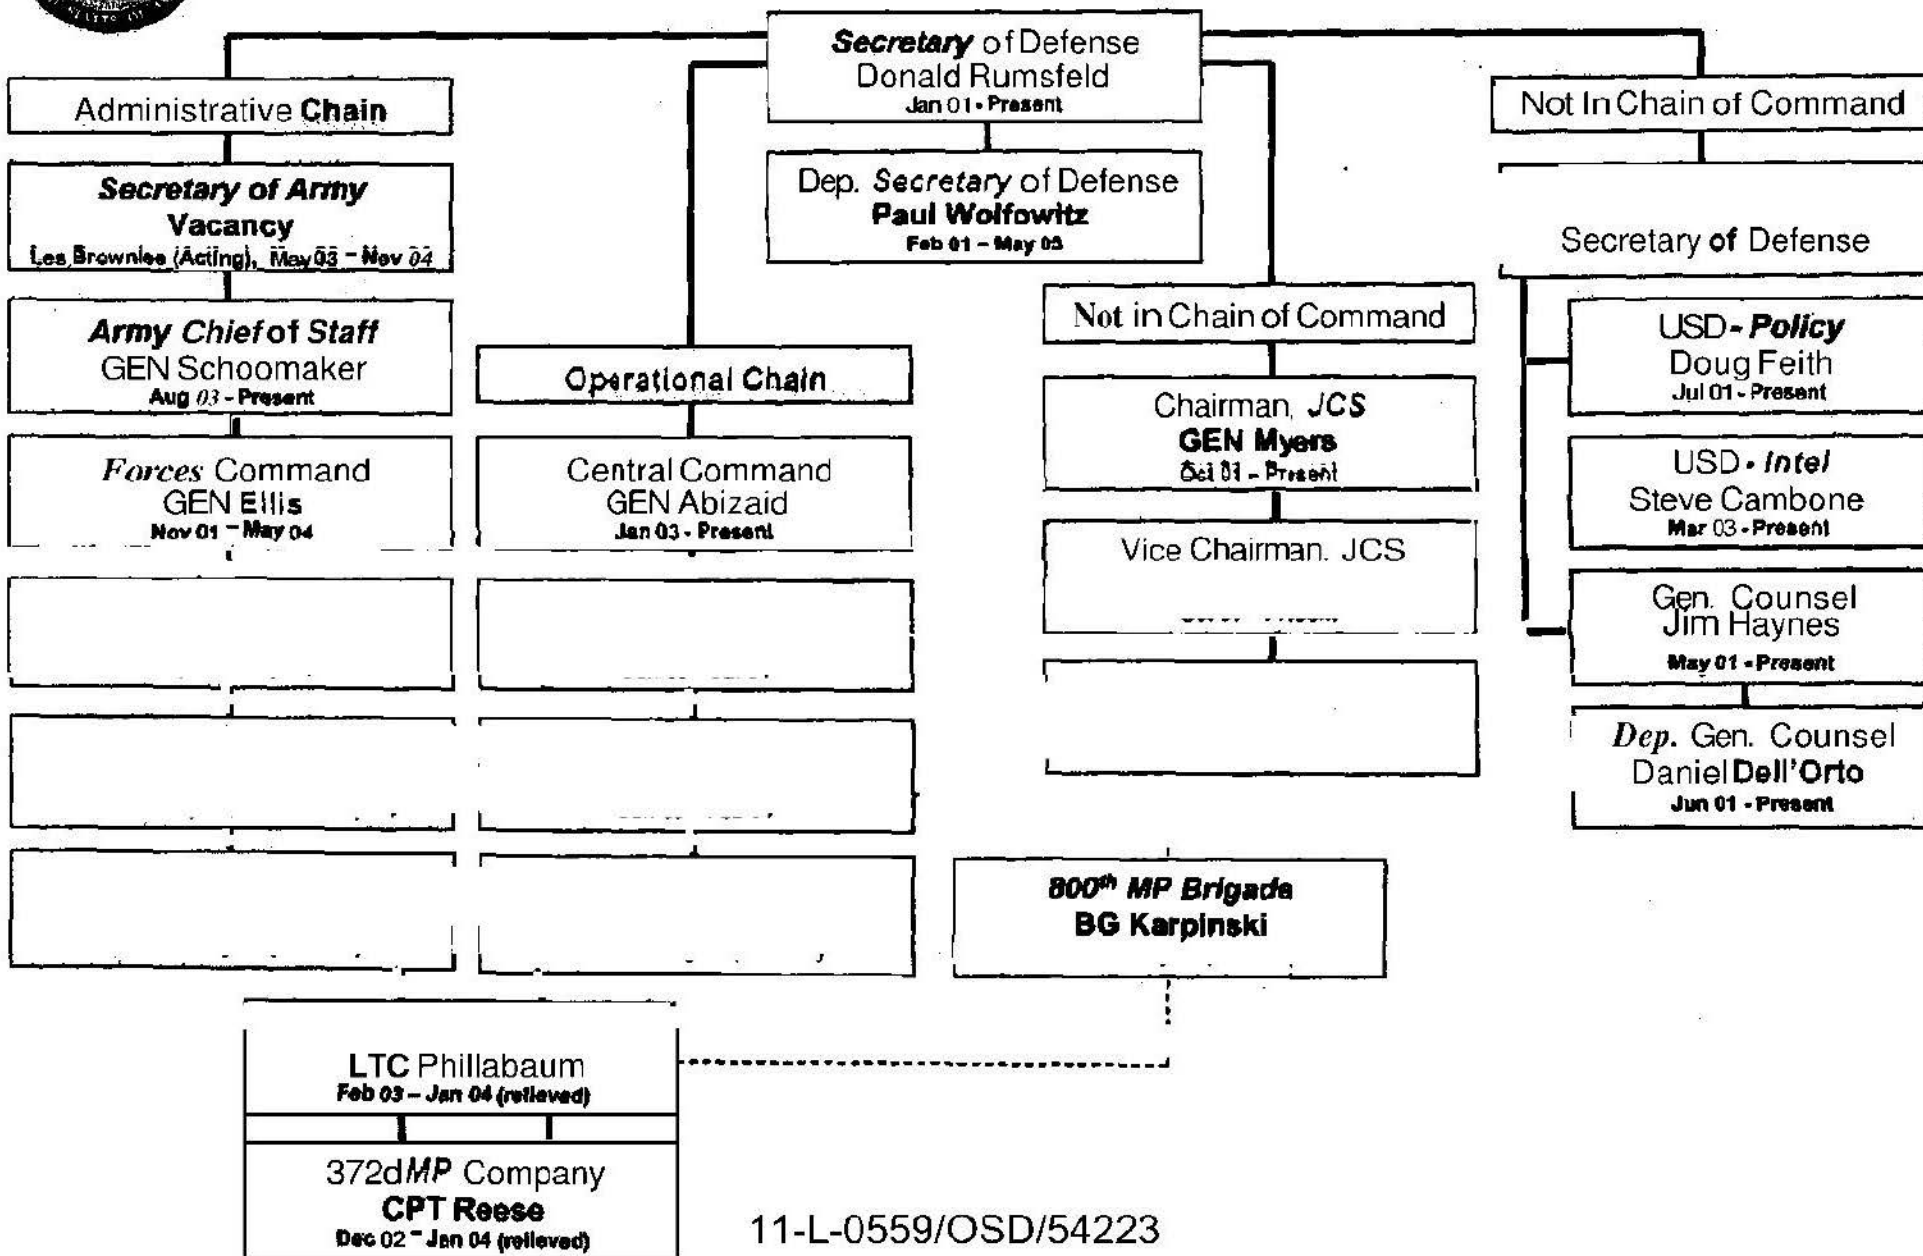 Secretary of Defense
Donald Rumsfeld
Jan 01 - Present
Administrative Chain
Not In Chain of Command
Secretary of Army
Vacancy
Les Brownlee (Acting), May 03 - Nov 04
Dep. Secretary of Defense
Paul Wolfowitz
Feb 01 - May 05
Secretary of Defense
Army Chief of Staff
GEN Schoomaker
Aug 03 - Present
Operational Chain
Not in Chain of Command
USD - Policy
Doug Feith
Jul 01 - Present
Forces Command
GEN Ellis
Nov 01 - May 04
Central Command
GEN Abizaid
Jan 03 - Present
Chairman, JCS
GEN Myers
Oct 01 - Present
USD - Intel
Steve Cambone
Mar 03 - Present
Vice Chairman. JCS
Gen. Counsel
Jim Haynes
May 01 - Present
Dep. Gen. Counsel
Daniel Dell'Orto
Jun 01 - Present
800th MP Brigade
BG Karpinski
LTC Phillabaum
Feb 03 - Jan 04 (relieved)
372d MP Company
CPT Reese
Dec 02 - Jan 04 (relieved)
11-L-0559/OSD/54223